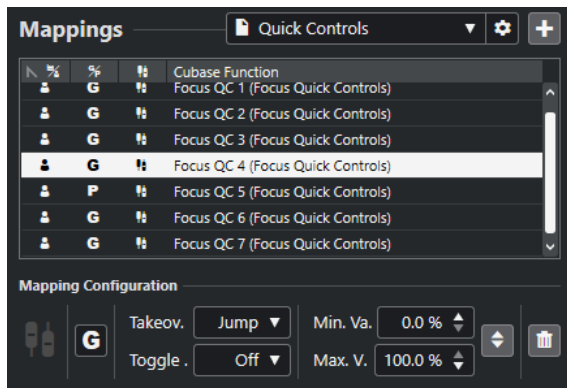 Mappings
Quick Controls
Cubase Function
G Focus QC 1 (Focus Quick Controls)
G Focus QC 2 (Focus Quick Controls)
G Focus QC 3 (Focus Quick Controls)
G Focus QC 4 (Focus Quick Controls)
P Focus QC 5 (Focus Quick Controls)
G Focus QC 6 (Focus Quick Controls)
G Focus QC 7 (Focus Quick Controls)
Mapping Configuration
G
Takeov. Jump Min. Va. 0.0 %
Toggle . Off Max. V. 100.0 %